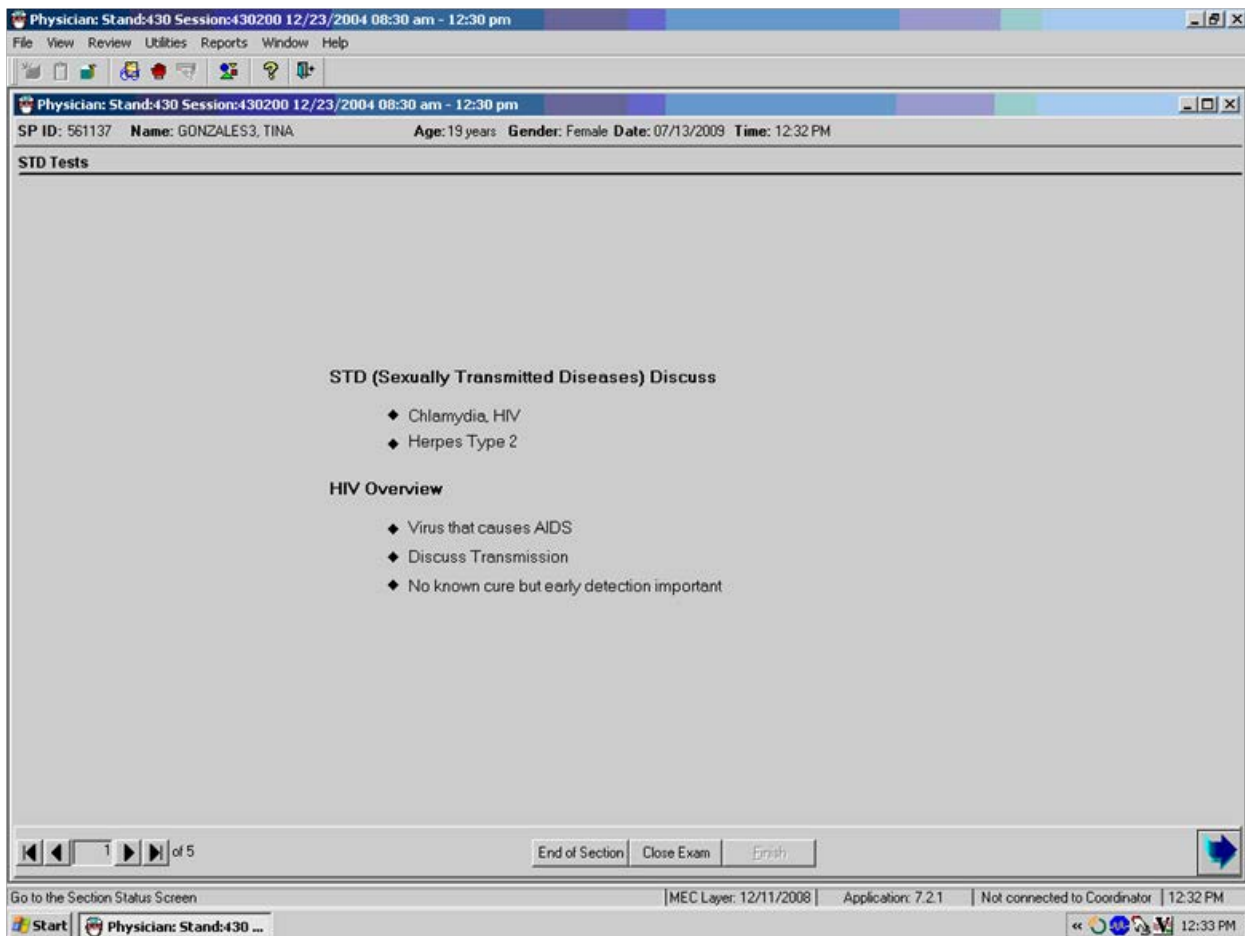 Physician: Stand:430 Session:430200 12/23/2004 08:30 am - 12:30 pm
File View Review Utilities Reports Window Help
Physician: Stand:430 Session:430200 12/23/2004 08:30 am - 12:30 pm
SP ID: 561137 Name: GONZALES3, TINA Age: 19 years Gender: Female Date: 07/13/2009 Time: 12:32 PM
STD Tests
STD (Sexually Transmitted Diseases) Discuss
◆ Chlamydia, HIV
◆ Herpes Type 2
HIV Overview
◆ Virus that causes AIDS
◆ Discuss Transmission
◆ No known cure but early detection important
1 of 5 End of Section Close Exam Finish
Go to the Section Status Screen MEC Layer: 12/11/2008 Application: 7.2.1 Not connected to Coordinator 12:32 PM
Start Physician: Stand:430 ... « 12:33 PM